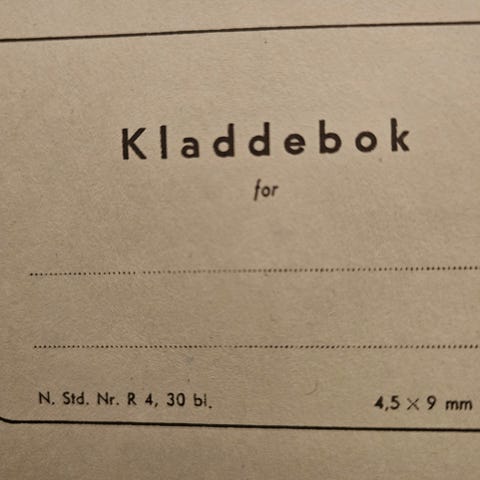 Kladdebok
for
N. Std. Nr. R 4, 30 bl.
4,5 × 9 mm